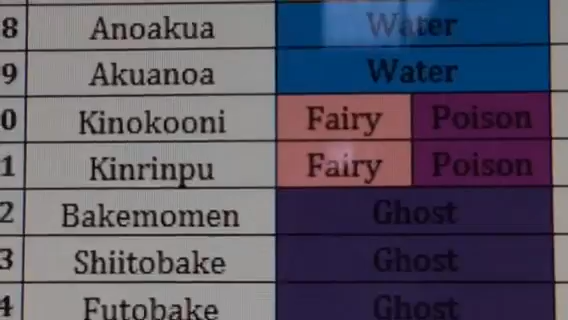 8 Anoakua Water
9 Akuanoa Water
0 Kinokooni Fairy Poison
1 Kinrinpu Fairy Poison
2 Bakemomen Ghost
3 Shiitobake Ghost
4 Futobake Ghost